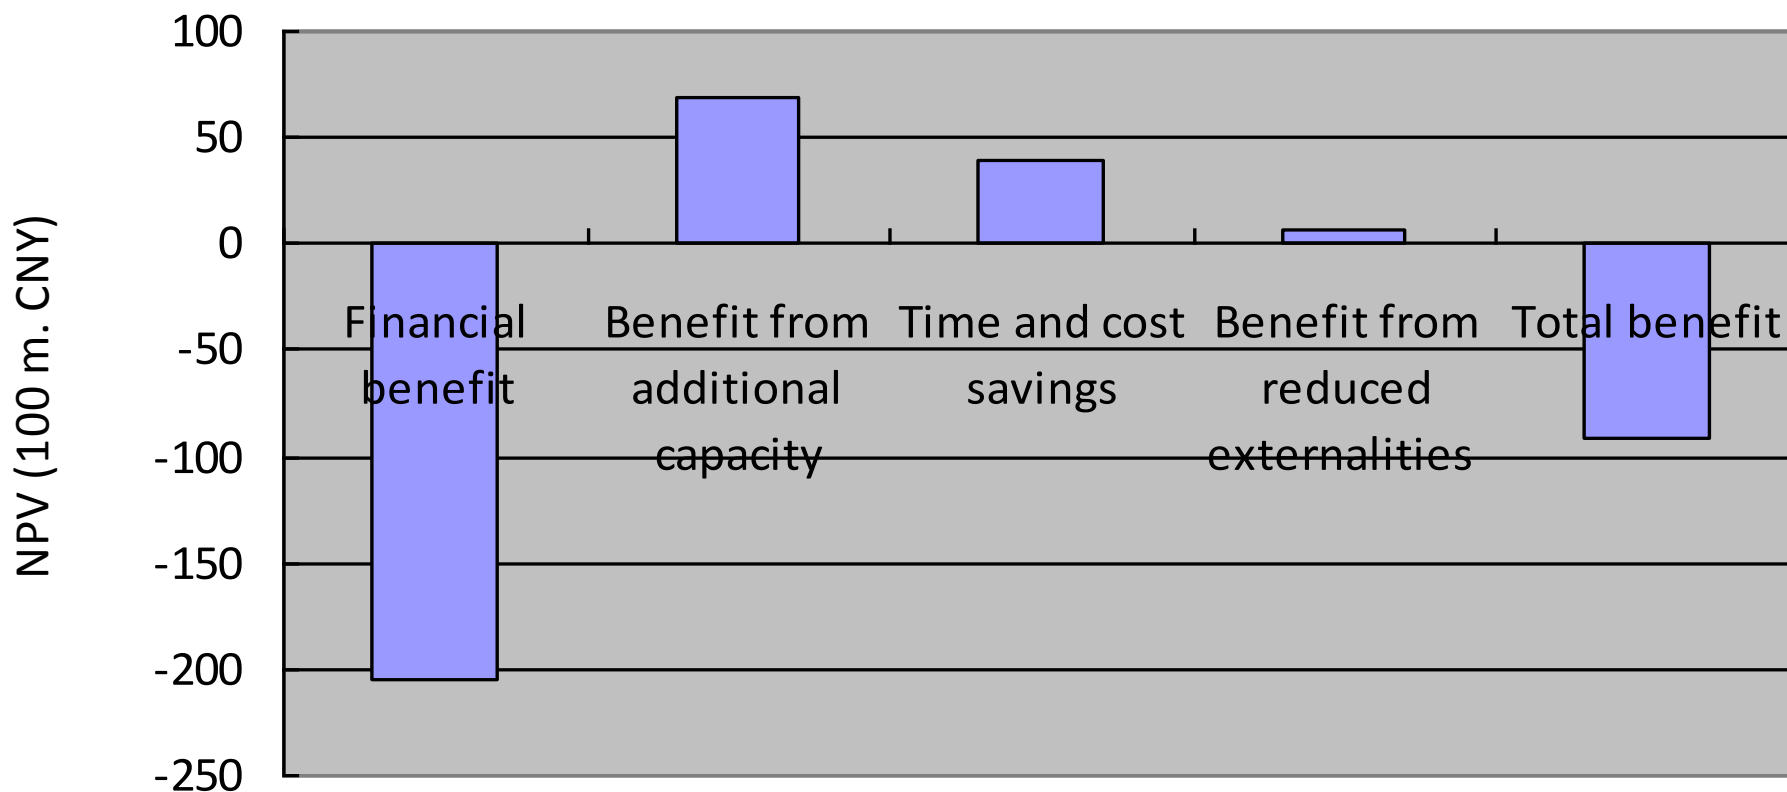 100
50
0
-50
-100
-150
-200
-250
NPV (100 m. CNY)
Financial
benefit
Benefit from
additional
capacity
Time and cost
savings
Benefit from
reduced
externalities
Total benefit